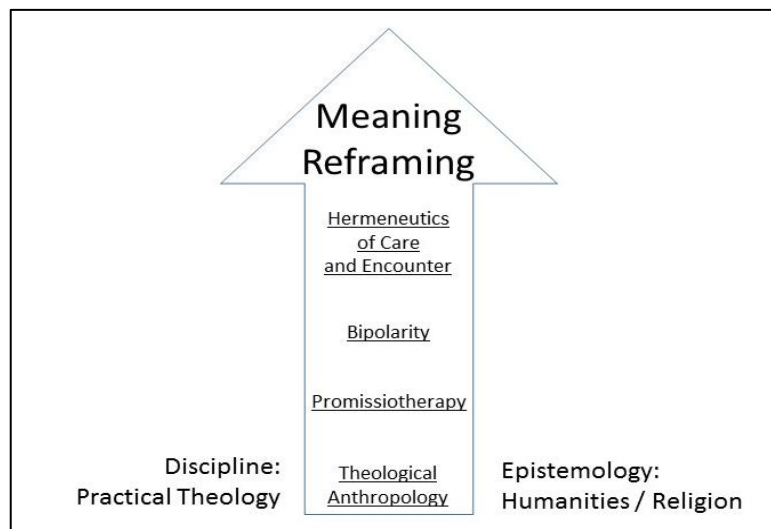 Meaning
Reframing
Hermeneutics
of Care
and Encounter
Bipolarity
Promissiotherapy
Discipline:
Practical Theology
Theological
Anthropology
Epistemology:
Humanities / Religion